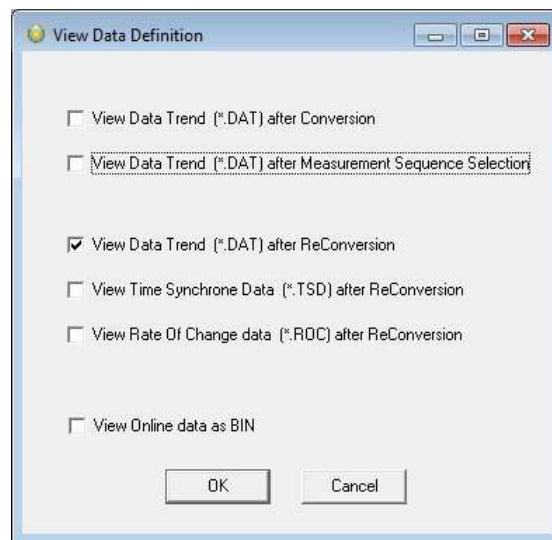 View Data Definition
View Data Trend (*.DAT) after Conversion
View Data Trend (*.DAT) after Measurement Sequence Selection
View Data Trend (*.DAT) after ReConversion
View Time Synchrone Data (*.TSD) after ReConversion
View Rate Of Change data (*.ROC) after ReConversion
View Online data as BIN
OK Cancel